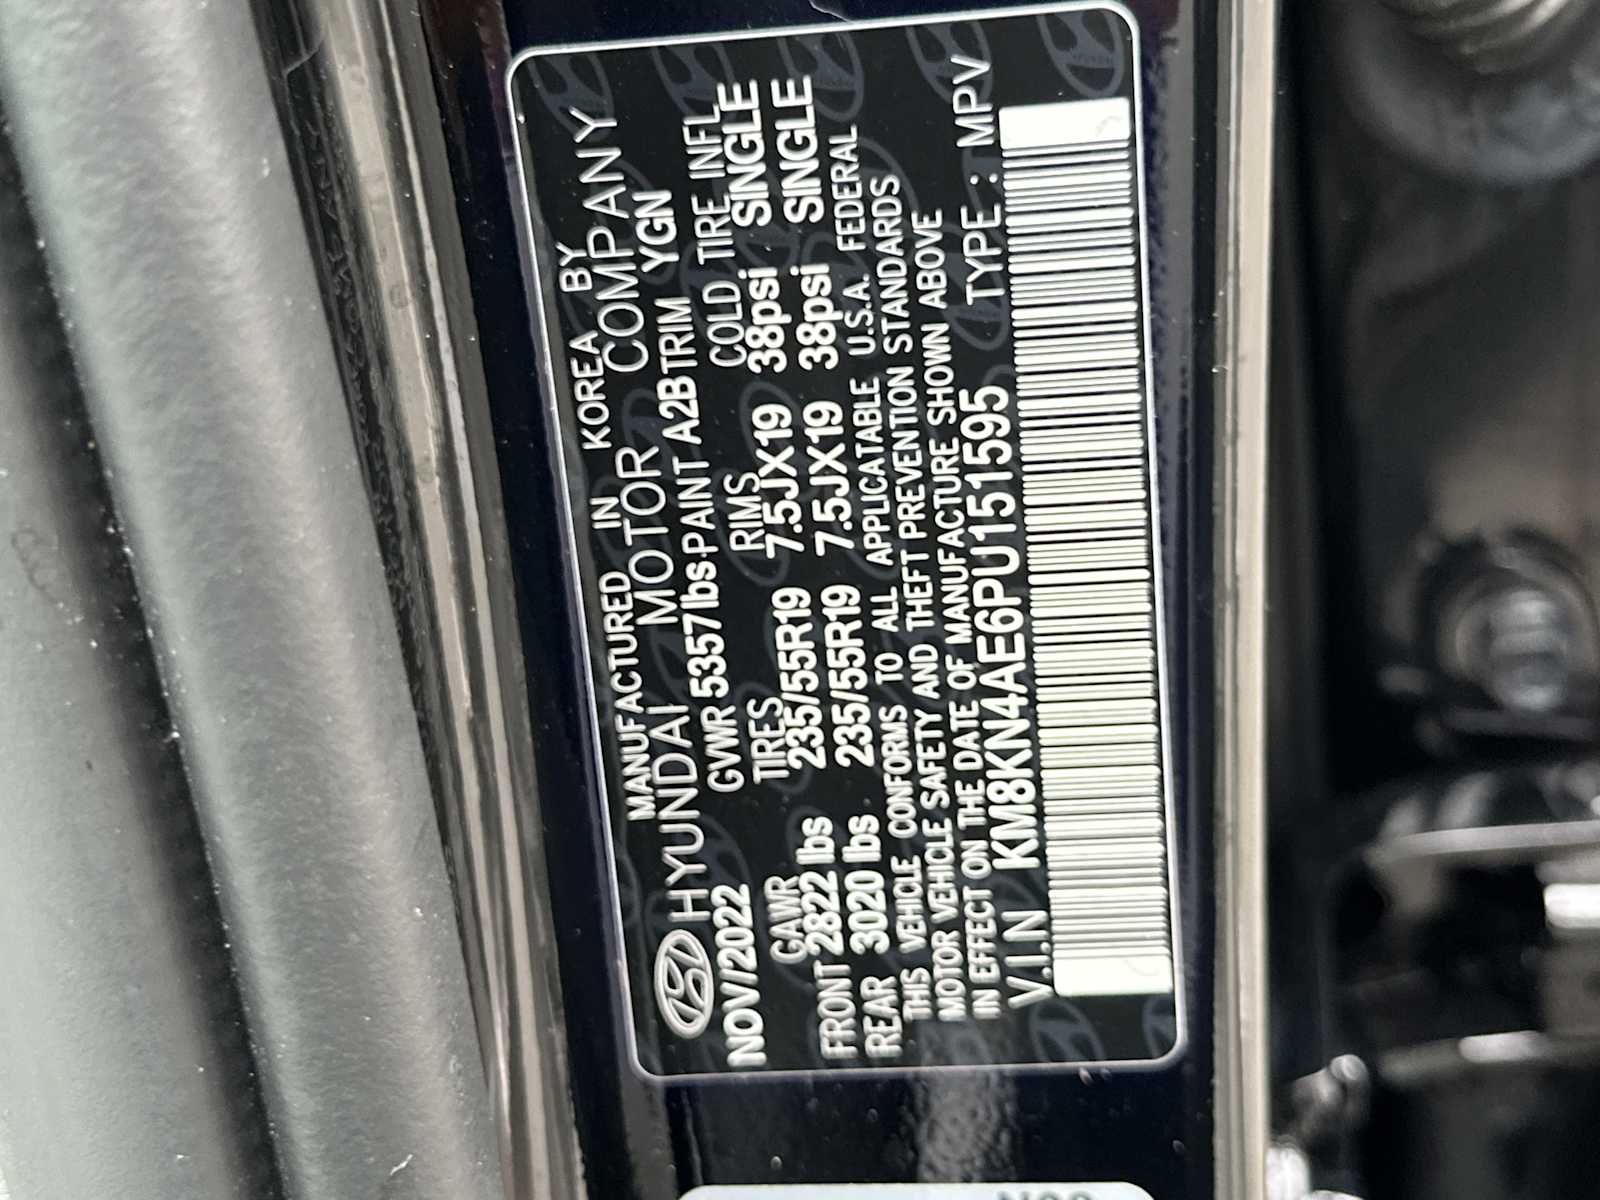 MANUFACTURED IN KOREA BY
HYUNDAI MOTOR COMPANY
NOV/2022 GVWR 5357lbs PAINT A2B TRIM YGN
GAWR TIRES RIMS COLD TIRE INFL
FRONT 2822 lbs 235/55R19 7.5JX19 38psi SINGLE
REAR 3020 lbs 235/55R19 7.5JX19 38psi SINGLE
THIS VEHICLE CONFORMS TO ALL APPLICATABLE U.S.A. FEDERAL
MOTOR VEHICLE SAFETY AND THEFT PREVENTION STANDARDS
IN EFFECT ON THE DATE OF MANUFACTURE SHOWN ABOVE
V.I.N KM8KN4AE6PU151595 TYPE : MPV